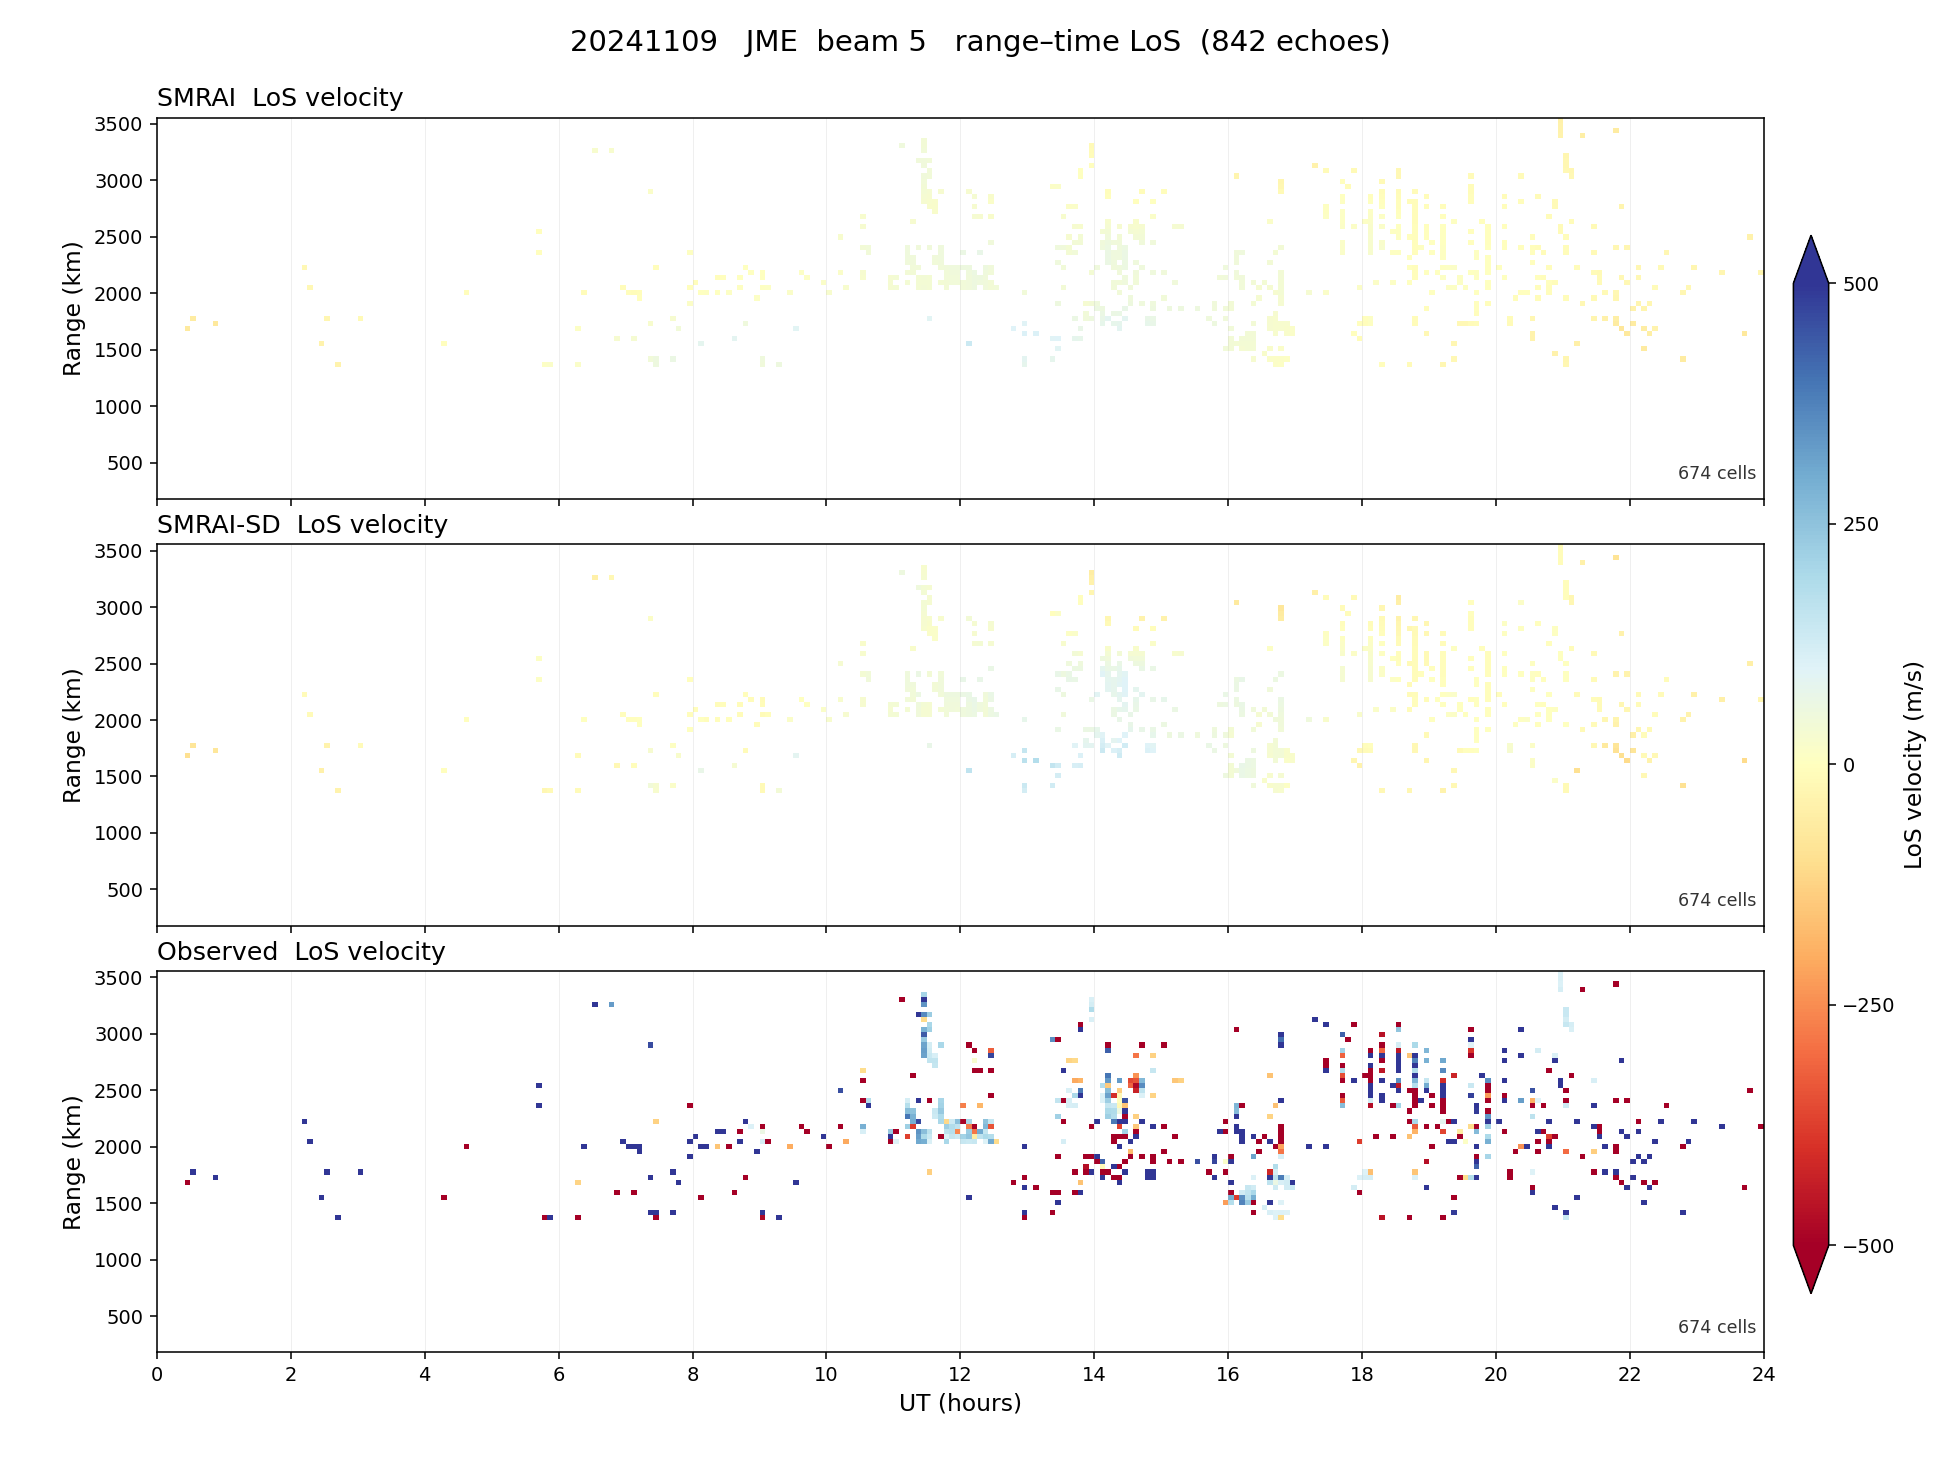 20241109   JME  beam 5   range–time LoS  (842 echoes)
SMRAI  LoS velocity
3500
3000
2500
2000
1500
1000
500
Range (km)
674 cells
SMRAI-SD  LoS velocity
3500
3000
2500
2000
1500
1000
500
Range (km)
674 cells
Observed  LoS velocity
3500
3000
2500
2000
1500
1000
500
Range (km)
674 cells
0 2 4 6 8 10 12 14 16 18 20 22 24
UT (hours)
500
250
0
−250
−500
LoS velocity (m/s)